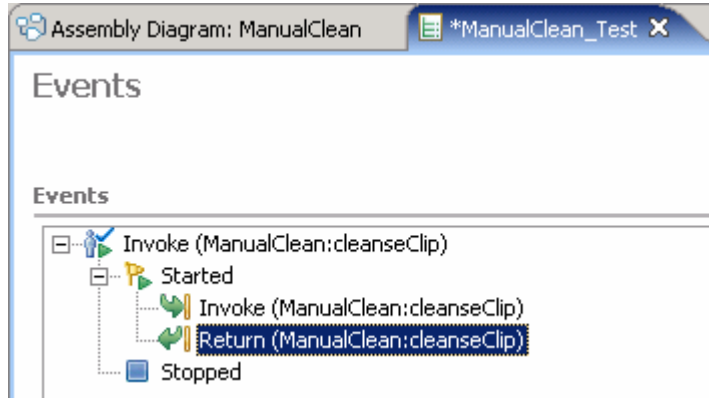 Assembly Diagram: ManualClean *ManualClean_Test
Events
Events
Invoke (ManualClean:cleanseClip)
Started
Invoke (ManualClean:cleanseClip)
Return (ManualClean:cleanseClip)
Stopped